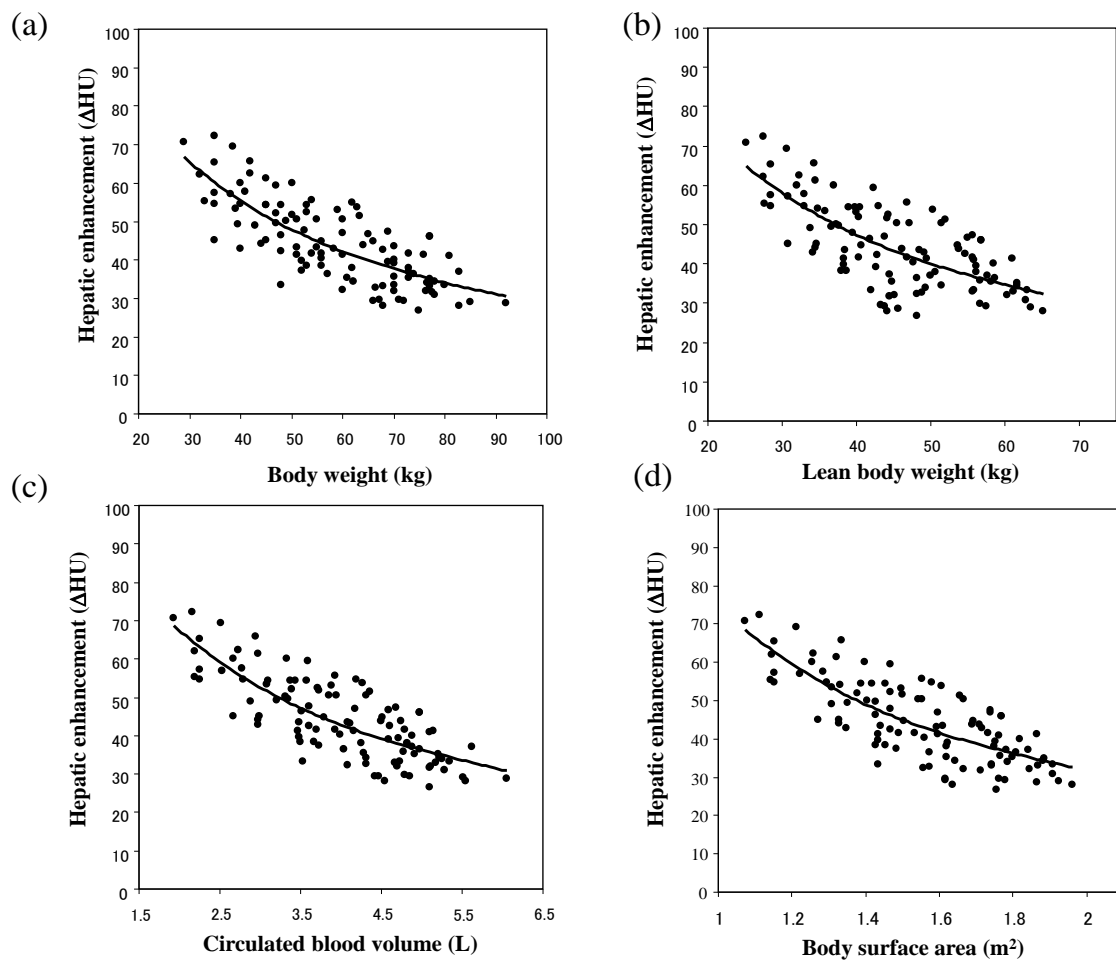 (a)
Hepatic enhancement (ΔHU)
100
90
80
70
60
50
40
30
20
10
0
20 30 40 50 60 70 80 90 100
Body weight (kg)
(b)
Hepatic enhancement (ΔHU)
100
90
80
70
60
50
40
30
20
10
0
20 30 40 50 60 70
Lean body weight (kg)
(c)
Hepatic enhancement (ΔHU)
100
90
80
70
60
50
40
30
20
10
0
1.5 2.5 3.5 4.5 5.5 6.5
Circulated blood volume (L)
(d)
Hepatic enhancement (ΔHU)
100
90
80
70
60
50
40
30
20
10
0
1 1.2 1.4 1.6 1.8 2
Body surface area (m²)